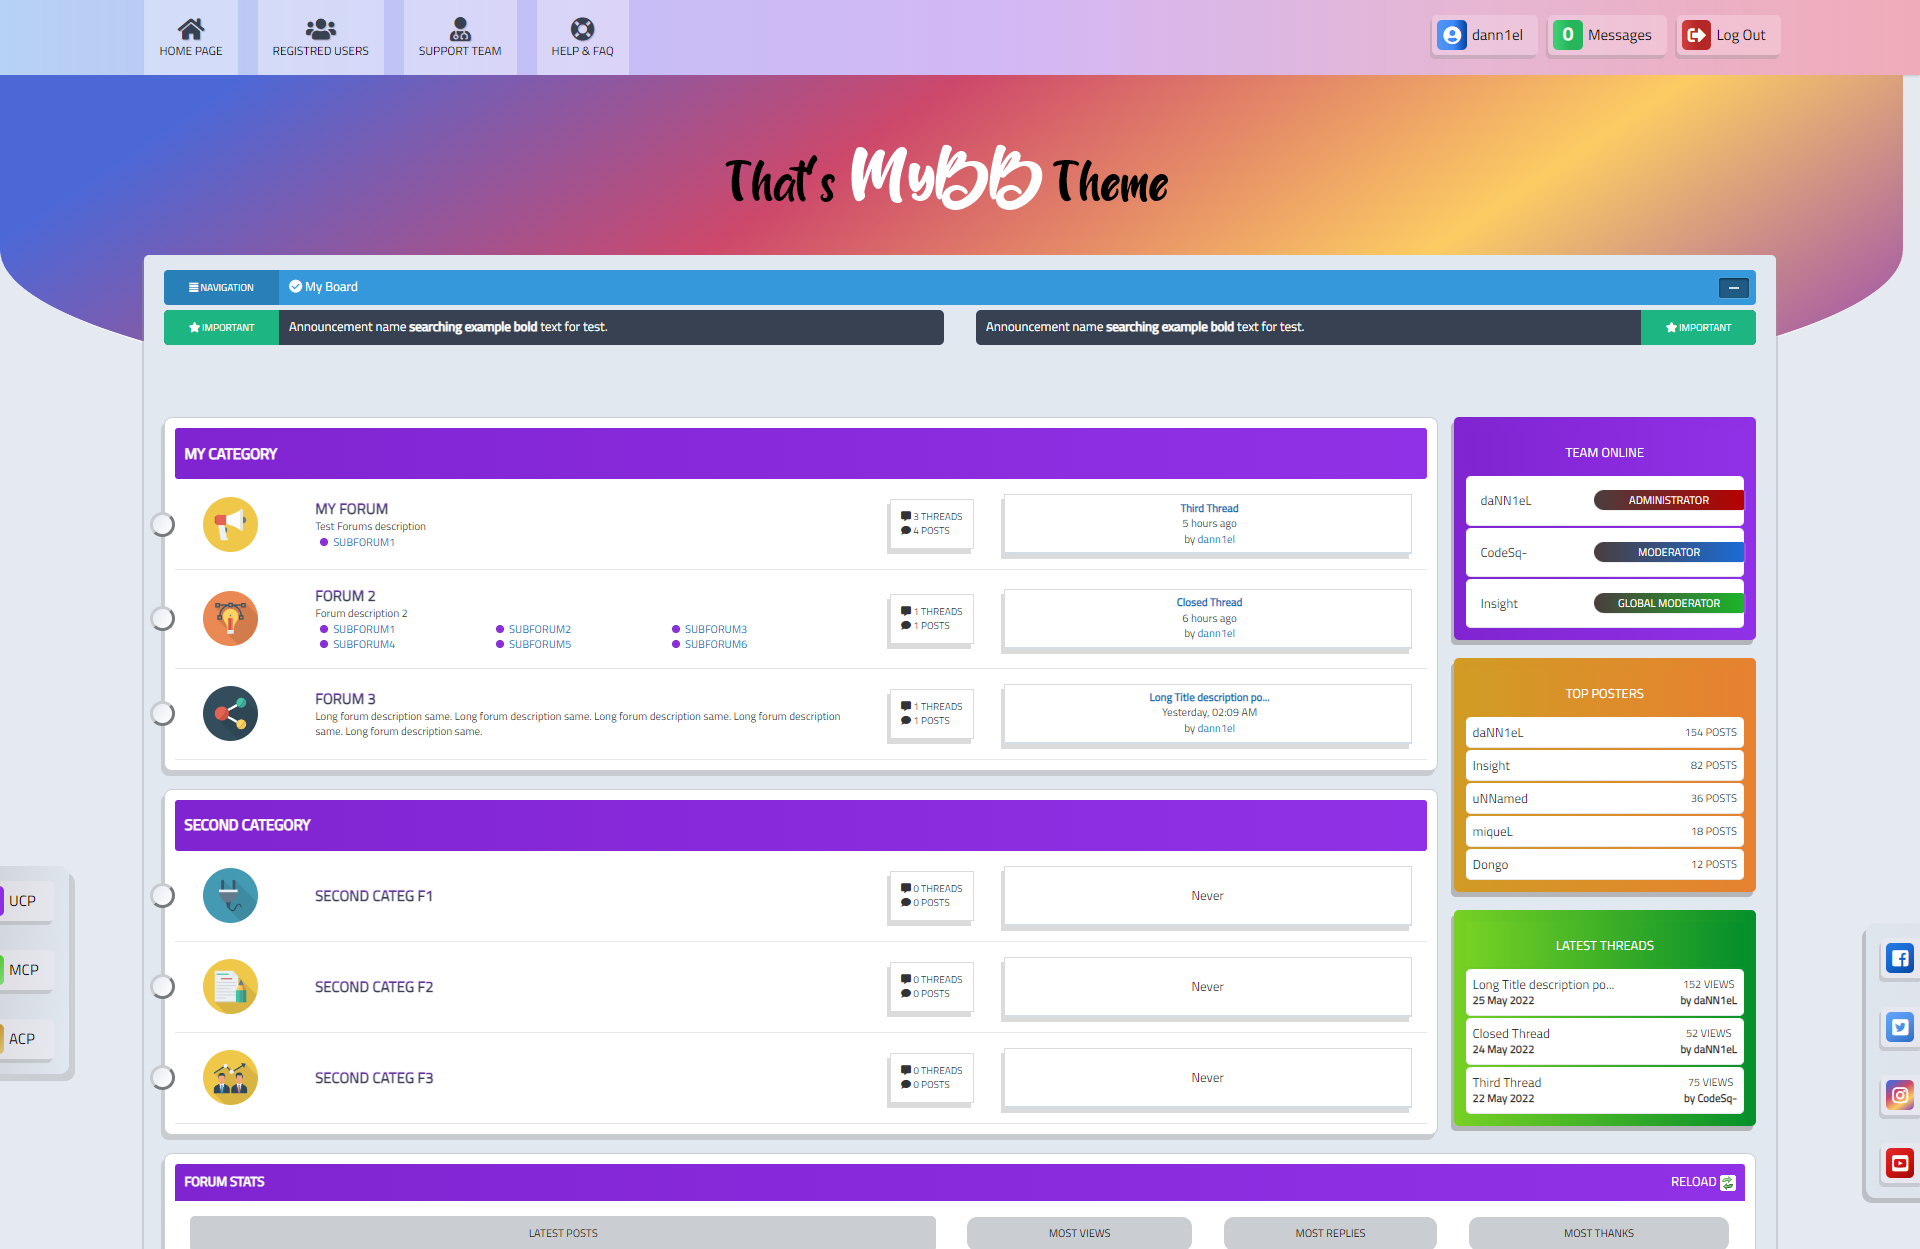 HOME PAGE
REGISTRED USERS
SUPPORT TEAM
HELP & FAQ
dann1el
0 Messages
Log Out
That's MyBB Theme
NAVIGATION
My Board
IMPORTANT
Announcement name searching example bold text for test.
Announcement name searching example bold text for test.
IMPORTANT
MY CATEGORY
MY FORUM
Test Forums description
SUBFORUM1
3 THREADS
4 POSTS
Third Thread
5 hours ago
by dann1el
FORUM 2
Forum description 2
SUBFORUM1
SUBFORUM2
SUBFORUM3
SUBFORUM4
SUBFORUM5
SUBFORUM6
1 THREADS
1 POSTS
Closed Thread
6 hours ago
by dann1el
FORUM 3
Long forum description same. Long forum description same. Long forum description same. Long forum description
same. Long forum description same.
1 THREADS
1 POSTS
Long Title description po...
Yesterday, 02:09 AM
by dann1el
SECOND CATEGORY
SECOND CATEG F1
0 THREADS
0 POSTS
Never
SECOND CATEG F2
0 THREADS
0 POSTS
Never
SECOND CATEG F3
0 THREADS
0 POSTS
Never
TEAM ONLINE
daNN1eL
ADMINISTRATOR
CodeSq-
MODERATOR
Insight
GLOBAL MODERATOR
TOP POSTERS
daNN1eL
154 POSTS
Insight
82 POSTS
uNNamed
36 POSTS
miqueL
18 POSTS
Dongo
12 POSTS
LATEST THREADS
Long Title description po...
152 VIEWS
25 May 2022
by daNN1eL
Closed Thread
52 VIEWS
24 May 2022
by daNN1eL
Third Thread
75 VIEWS
22 May 2022
by CodeSq-
UCP
MCP
ACP
FORUM STATS
RELOAD
LATEST POSTS
MOST VIEWS
MOST REPLIES
MOST THANKS